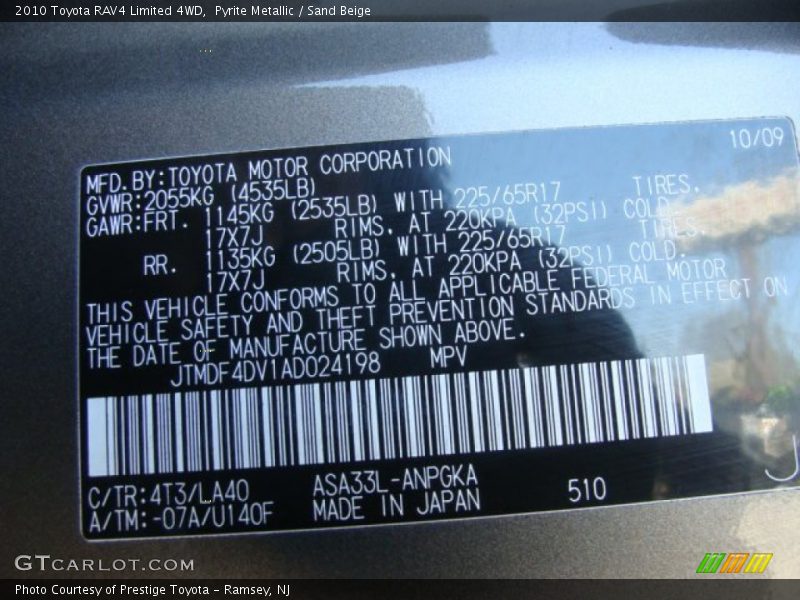 2010 Toyota RAV4 Limited 4WD, Pyrite Metallic / Sand Beige
10/09
MFD.BY:TOYOTA MOTOR CORPORATION
GVWR:2055KG (4535LB)
GAWR:FRT. 1145KG (2535LB) WITH 225/65R17 TIRES.
17X7J RIMS, AT 220KPA (32PSI) COLD.
RR. 1135KG (2505LB) WITH 225/65R17 TIRES.
17X7J RIMS, AT 220KPA (32PSI) COLD.
THIS VEHICLE CONFORMS TO ALL APPLICABLE FEDERAL MOTOR
VEHICLE SAFETY AND THEFT PREVENTION STANDARDS IN EFFECT ON
THE DATE OF MANUFACTURE SHOWN ABOVE.
JTMDF4DV1AD024198 MPV
C/TR:4T3/LA40 ASA33L-ANPGKA 510
A/TM:-07A/U140F MADE IN JAPAN
J
GTCARLOT.COM
Photo Courtesy of Prestige Toyota - Ramsey, NJ